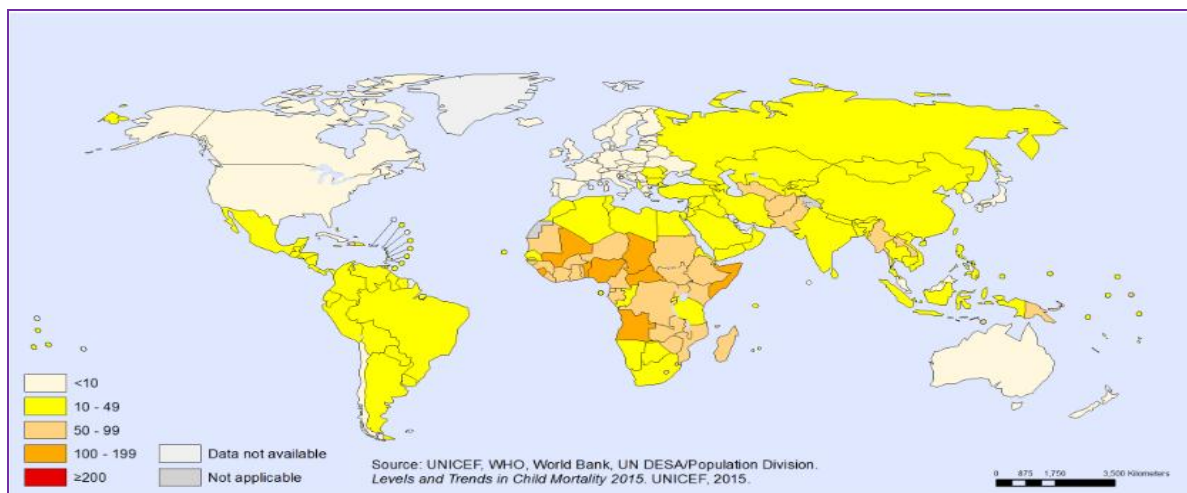 <10
10 - 49
50 - 99
100 - 199
≥200
Data not available
Not applicable
Source: UNICEF, WHO, World Bank, UN DESA/Population Division.
Levels and Trends in Child Mortality 2015. UNICEF, 2015.
0 875 1,750 3,500 Kilometers